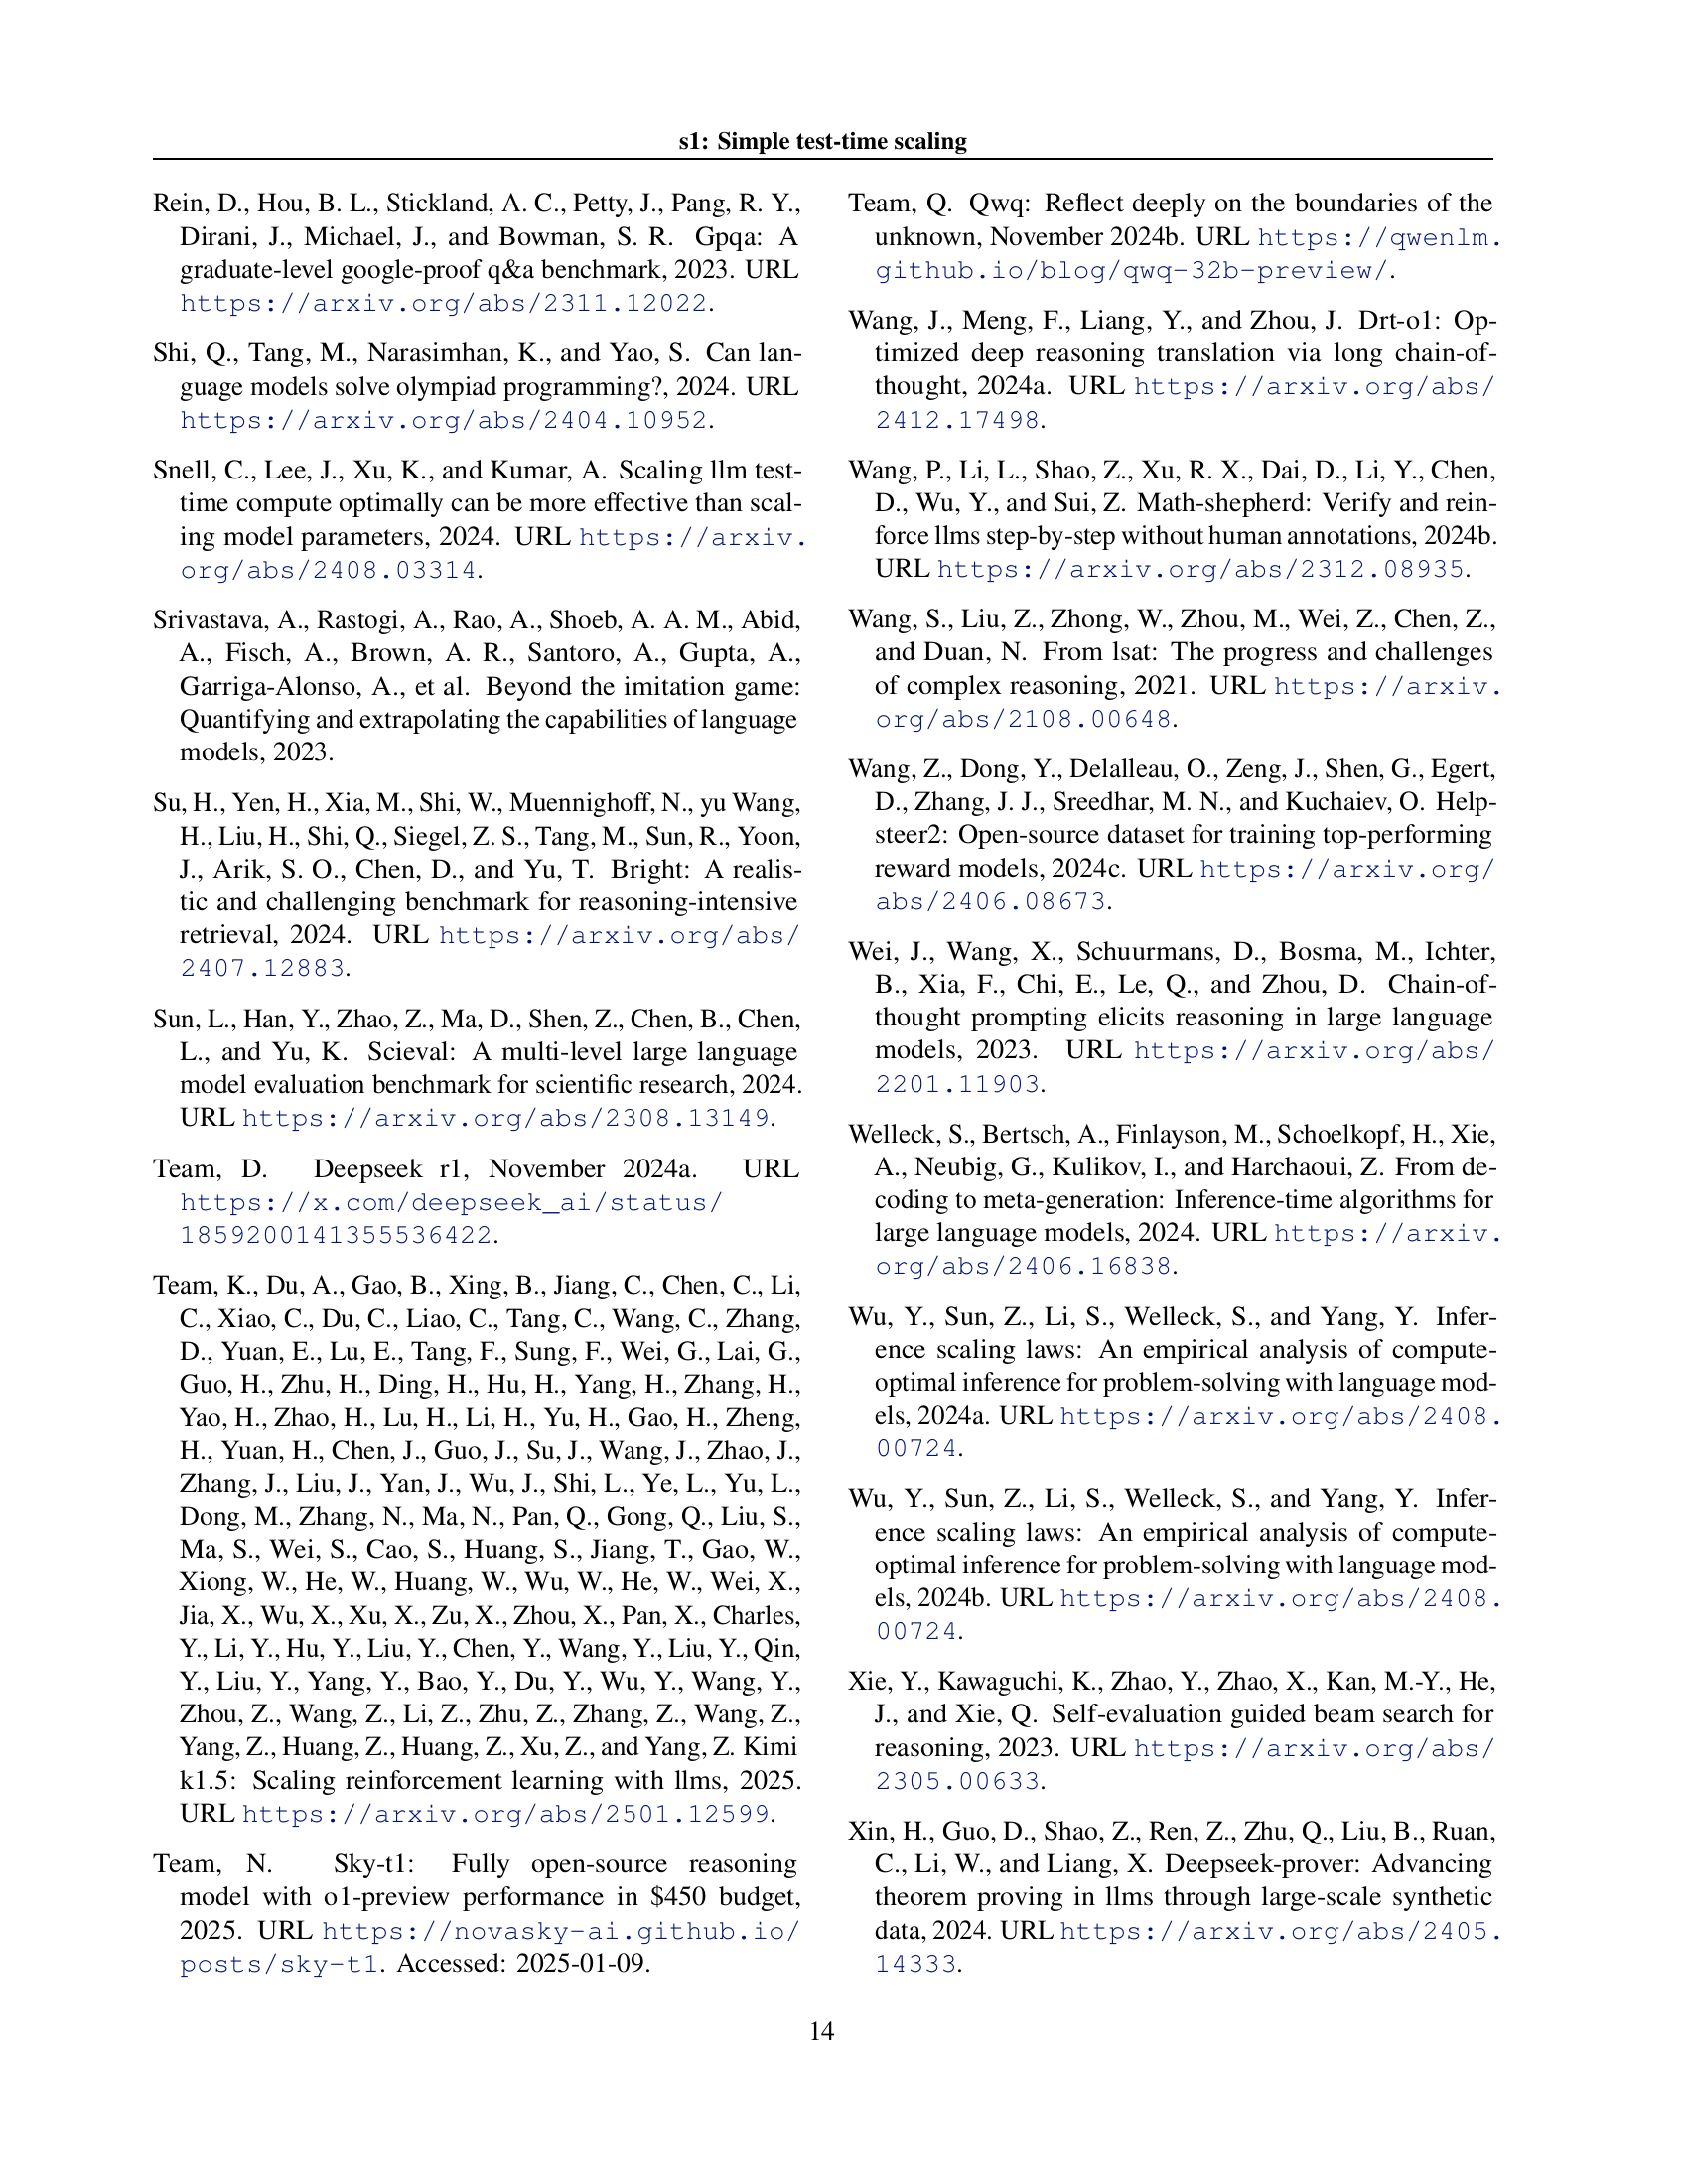 s1: Simple test-time scaling
Rein, D., Hou, B. L., Stickland, A. C., Petty, J., Pang, R. Y.,
Dirani, J., Michael, J., and Bowman, S. R. Gpqa: A
graduate-level google-proof q&a benchmark, 2023. URL
https://arxiv.org/abs/2311.12022.
Shi, Q., Tang, M., Narasimhan, K., and Yao, S. Can lan-
guage models solve olympiad programming?, 2024. URL
https://arxiv.org/abs/2404.10952.
Snell, C., Lee, J., Xu, K., and Kumar, A. Scaling llm test-
time compute optimally can be more effective than scal-
ing model parameters, 2024. URL https://arxiv.
org/abs/2408.03314.
Srivastava, A., Rastogi, A., Rao, A., Shoeb, A. A. M., Abid,
A., Fisch, A., Brown, A. R., Santoro, A., Gupta, A.,
Garriga-Alonso, A., et al. Beyond the imitation game:
Quantifying and extrapolating the capabilities of language
models, 2023.
Su, H., Yen, H., Xia, M., Shi, W., Muennighoff, N., yu Wang,
H., Liu, H., Shi, Q., Siegel, Z. S., Tang, M., Sun, R., Yoon,
J., Arik, S. O., Chen, D., and Yu, T. Bright: A realis-
tic and challenging benchmark for reasoning-intensive
retrieval, 2024. URL https://arxiv.org/abs/
2407.12883.
Sun, L., Han, Y., Zhao, Z., Ma, D., Shen, Z., Chen, B., Chen,
L., and Yu, K. Scieval: A multi-level large language
model evaluation benchmark for scientific research, 2024.
URL https://arxiv.org/abs/2308.13149.
Team, D. Deepseek r1, November 2024a. URL
https://x.com/deepseek_ai/status/
1859200141355536422.
Team, K., Du, A., Gao, B., Xing, B., Jiang, C., Chen, C., Li,
C., Xiao, C., Du, C., Liao, C., Tang, C., Wang, C., Zhang,
D., Yuan, E., Lu, E., Tang, F., Sung, F., Wei, G., Lai, G.,
Guo, H., Zhu, H., Ding, H., Hu, H., Yang, H., Zhang, H.,
Yao, H., Zhao, H., Lu, H., Li, H., Yu, H., Gao, H., Zheng,
H., Yuan, H., Chen, J., Guo, J., Su, J., Wang, J., Zhao, J.,
Zhang, J., Liu, J., Yan, J., Wu, J., Shi, L., Ye, L., Yu, L.,
Dong, M., Zhang, N., Ma, N., Pan, Q., Gong, Q., Liu, S.,
Ma, S., Wei, S., Cao, S., Huang, S., Jiang, T., Gao, W.,
Xiong, W., He, W., Huang, W., Wu, W., He, W., Wei, X.,
Jia, X., Wu, X., Xu, X., Zu, X., Zhou, X., Pan, X., Charles,
Y., Li, Y., Hu, Y., Liu, Y., Chen, Y., Wang, Y., Liu, Y., Qin,
Y., Liu, Y., Yang, Y., Bao, Y., Du, Y., Wu, Y., Wang, Y.,
Zhou, Z., Wang, Z., Li, Z., Zhu, Z., Zhang, Z., Wang, Z.,
Yang, Z., Huang, Z., Huang, Z., Xu, Z., and Yang, Z. Kimi
k1.5: Scaling reinforcement learning with llms, 2025.
URL https://arxiv.org/abs/2501.12599.
Team, N. Sky-t1: Fully open-source reasoning
model with o1-preview performance in $450 budget,
2025. URL https://novasky-ai.github.io/
posts/sky-t1. Accessed: 2025-01-09.
Team, Q. Qwq: Reflect deeply on the boundaries of the
unknown, November 2024b. URL https://qwenlm.
github.io/blog/qwq-32b-preview/.
Wang, J., Meng, F., Liang, Y., and Zhou, J. Drt-o1: Op-
timized deep reasoning translation via long chain-of-
thought, 2024a. URL https://arxiv.org/abs/
2412.17498.
Wang, P., Li, L., Shao, Z., Xu, R. X., Dai, D., Li, Y., Chen,
D., Wu, Y., and Sui, Z. Math-shepherd: Verify and rein-
force llms step-by-step without human annotations, 2024b.
URL https://arxiv.org/abs/2312.08935.
Wang, S., Liu, Z., Zhong, W., Zhou, M., Wei, Z., Chen, Z.,
and Duan, N. From lsat: The progress and challenges
of complex reasoning, 2021. URL https://arxiv.
org/abs/2108.00648.
Wang, Z., Dong, Y., Delalleau, O., Zeng, J., Shen, G., Egert,
D., Zhang, J. J., Sreedhar, M. N., and Kuchaiev, O. Help-
steer2: Open-source dataset for training top-performing
reward models, 2024c. URL https://arxiv.org/
abs/2406.08673.
Wei, J., Wang, X., Schuurmans, D., Bosma, M., Ichter,
B., Xia, F., Chi, E., Le, Q., and Zhou, D. Chain-of-
thought prompting elicits reasoning in large language
models, 2023. URL https://arxiv.org/abs/
2201.11903.
Welleck, S., Bertsch, A., Finlayson, M., Schoelkopf, H., Xie,
A., Neubig, G., Kulikov, I., and Harchaoui, Z. From de-
coding to meta-generation: Inference-time algorithms for
large language models, 2024. URL https://arxiv.
org/abs/2406.16838.
Wu, Y., Sun, Z., Li, S., Welleck, S., and Yang, Y. Infer-
ence scaling laws: An empirical analysis of compute-
optimal inference for problem-solving with language mod-
els, 2024a. URL https://arxiv.org/abs/2408.
00724.
Wu, Y., Sun, Z., Li, S., Welleck, S., and Yang, Y. Infer-
ence scaling laws: An empirical analysis of compute-
optimal inference for problem-solving with language mod-
els, 2024b. URL https://arxiv.org/abs/2408.
00724.
Xie, Y., Kawaguchi, K., Zhao, Y., Zhao, X., Kan, M.-Y., He,
J., and Xie, Q. Self-evaluation guided beam search for
reasoning, 2023. URL https://arxiv.org/abs/
2305.00633.
Xin, H., Guo, D., Shao, Z., Ren, Z., Zhu, Q., Liu, B., Ruan,
C., Li, W., and Liang, X. Deepseek-prover: Advancing
theorem proving in llms through large-scale synthetic
data, 2024. URL https://arxiv.org/abs/2405.
14333.
14